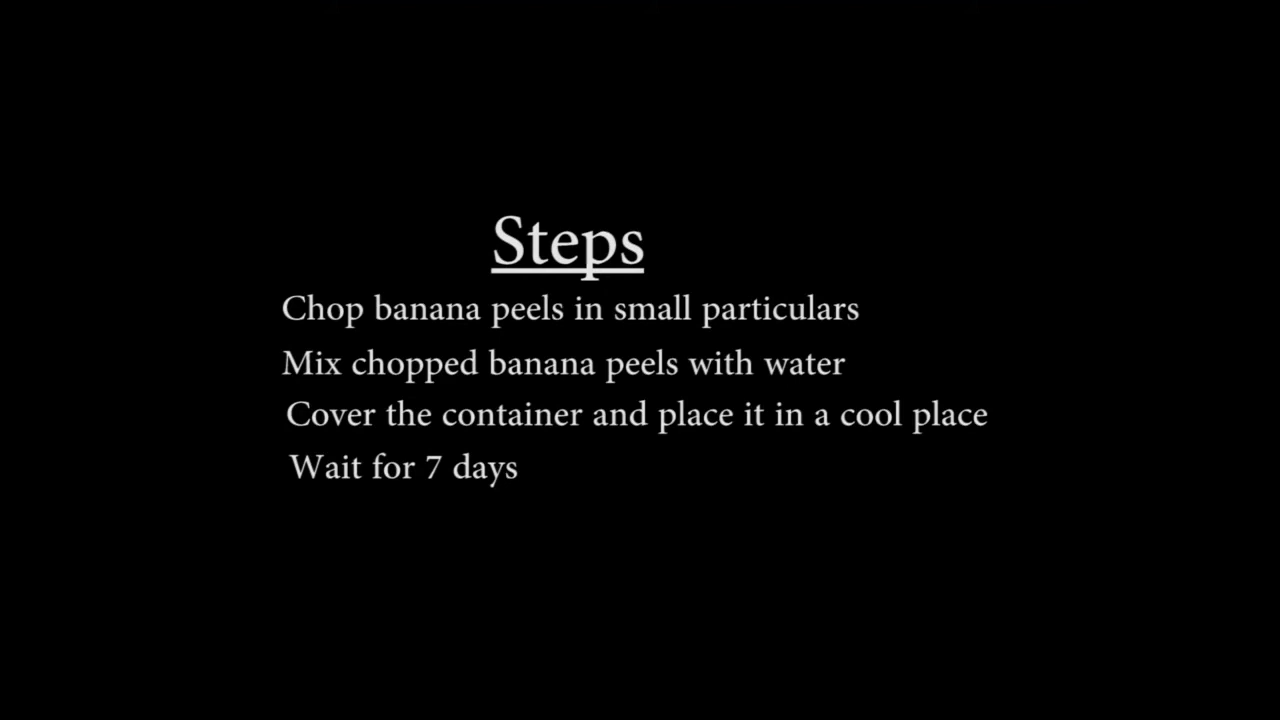 Steps
Chop banana peels in small particulars
Mix chopped banana peels with water
Cover the container and place it in a cool place
Wait for 7 days